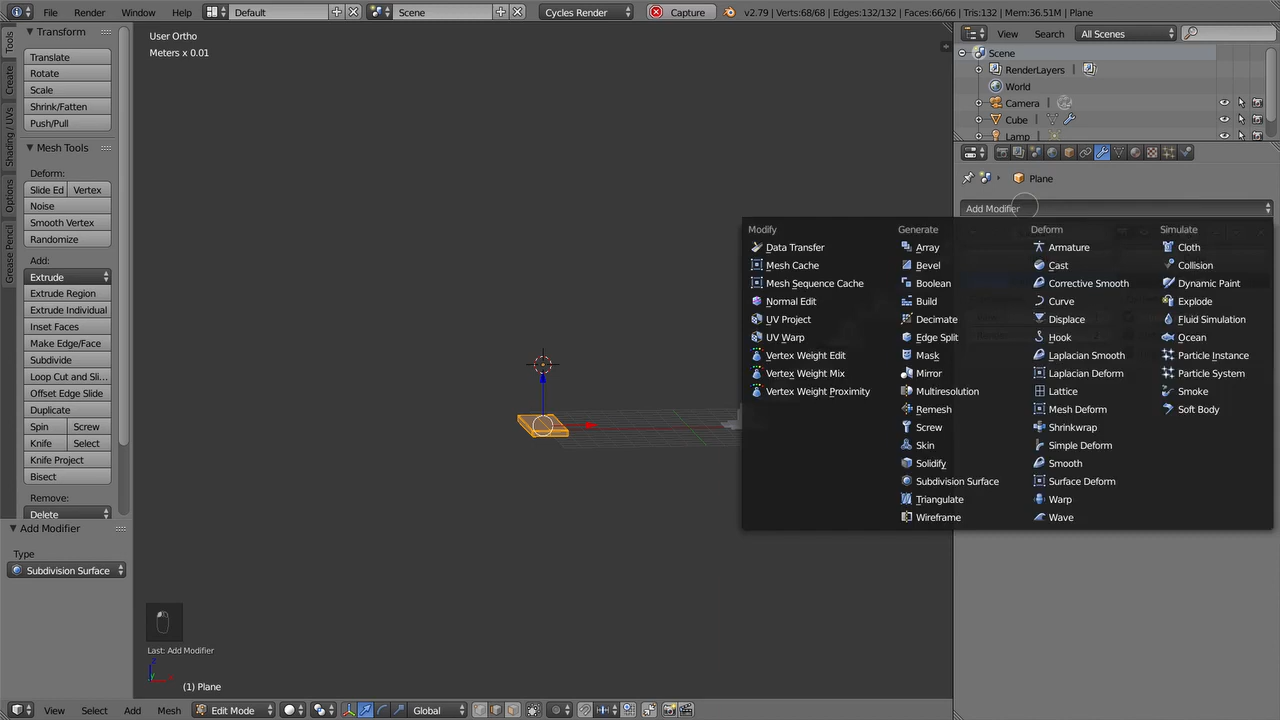 File Render Window Help Default Scene Cycles Render Capture v2.79 | Verts:68/68 | Edges:132/132 | Faces:66/66 | Tris:132 | Mem:36.51M | Plane
Tools
Create
Shading / UVs
Options
Grease Pencil
Transform
Translate
Rotate
Scale
Shrink/Fatten
Push/Pull
Mesh Tools
Deform:
Slide Ed Vertex
Noise
Smooth Vertex
Randomize
Add:
Extrude
Extrude Region
Extrude Individual
Inset Faces
Make Edge/Face
Subdivide
Loop Cut and Sli...
Offset Edge Slide
Duplicate
Spin Screw
Knife Select
Knife Project
Bisect
Remove:
Delete
Add Modifier
Type
Subdivision Surface
User Ortho
Meters x 0.01
Last: Add Modifier
(1) Plane
View Select Add Mesh Edit Mode Global
View Search All Scenes
Scene
RenderLayers
World
Camera
Cube
Lamp
Plane
Add Modifier
Modify
Data Transfer
Mesh Cache
Mesh Sequence Cache
Normal Edit
UV Project
UV Warp
Vertex Weight Edit
Vertex Weight Mix
Vertex Weight Proximity
Generate
Array
Bevel
Boolean
Build
Decimate
Edge Split
Mask
Mirror
Multiresolution
Remesh
Screw
Skin
Solidify
Subdivision Surface
Triangulate
Wireframe
Deform
Armature
Cast
Corrective Smooth
Curve
Displace
Hook
Laplacian Smooth
Laplacian Deform
Lattice
Mesh Deform
Shrinkwrap
Simple Deform
Smooth
Surface Deform
Warp
Wave
Simulate
Cloth
Collision
Dynamic Paint
Explode
Fluid Simulation
Ocean
Particle Instance
Particle System
Smoke
Soft Body